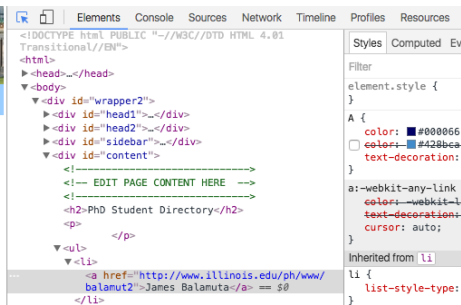 Elements Console Sources Network Timeline Profiles Resources
<!DOCTYPE html PUBLIC "-//W3C//DTD HTML 4.01
Transitional//EN">
<html>
▶<head>…</head>
▼<body>
▼<div id="wrapper2">
▶<div id="head1">…</div>
▶<div id="head2">…</div>
▶<div id="sidebar">…</div>
▼<div id="content">
<!---------------------------->
<!-- EDIT PAGE CONTENT HERE -->
<!---------------------------->
<h2>PhD Student Directory</h2>
<p>
</p>
▼<ul>
▼<li>
<a href="http://www.illinois.edu/ph/www/
balamut2">James Balamuta</a> == $0
</li>
Styles Computed Ev
Filter
element.style {
}
A {
color: #000066
color: #428bca
text-decoration:
}
a:-webkit-any-link
color: -webkit-l
text-decoration:
cursor: auto;
}
Inherited from li
li {
list-style-type:
}